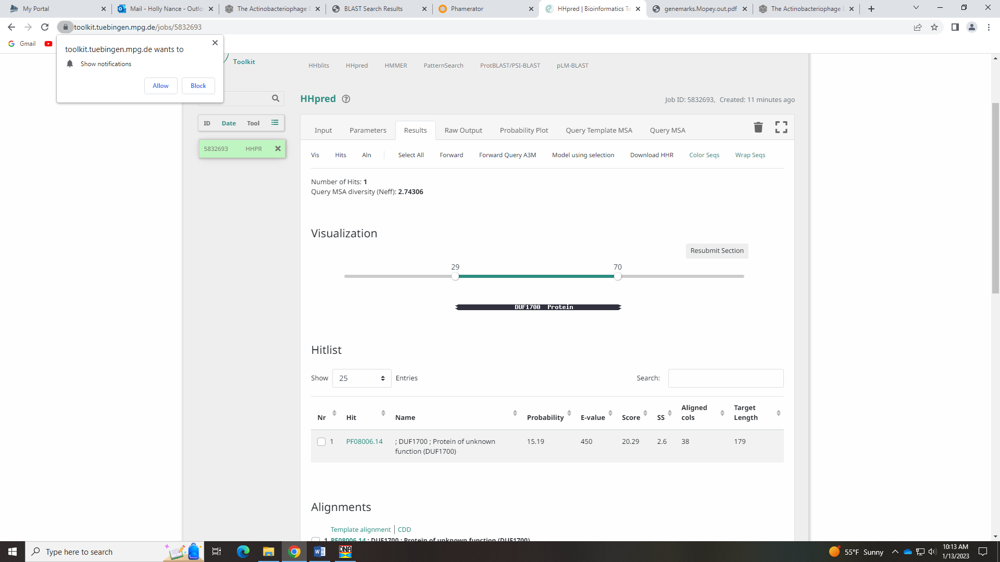 My Portal
Mail - Holly Nance - Outlo
The Actinobacteriophage D
BLAST Search Results
Phamerator
HHpred | Bioinformatics To
genemarks.Mopey.out.pdf
The Actinobacteriophage D
toolkit.tuebingen.mpg.de/jobs/5832693
Gmail
toolkit.tuebingen.mpg.de wants to
Show notifications
Allow
Block
Toolkit
HHblits
HHpred
HMMER
PatternSearch
ProtBLAST/PSI-BLAST
pLM-BLAST
HHpred
Job ID: 5832693, Created: 11 minutes ago
ID Date Tool
5832693 HHPR
Input
Parameters
Results
Raw Output
Probability Plot
Query Template MSA
Query MSA
Vis
Hits
Aln
Select All
Forward
Forward Query A3M
Model using selection
Download HHR
Color Seqs
Wrap Seqs
Number of Hits: 1
Query MSA diversity (Neff): 2.74306
Visualization
Resubmit Section
29
70
DUF1700 Protein
Hitlist
Show 25 Entries
Search:
Nr Hit Name Probability E-value Score SS Aligned cols Target Length
1 PF08006.14 ; DUF1700 ; Protein of unknown function (DUF1700) 15.19 450 20.29 2.6 38 179
Alignments
Template alignment | CDD
1 PF08006.14 ; DUF1700 ; Protein of unknown function (DUF1700)
Type here to search
DNA
55°F Sunny
10:13 AM
1/13/2023